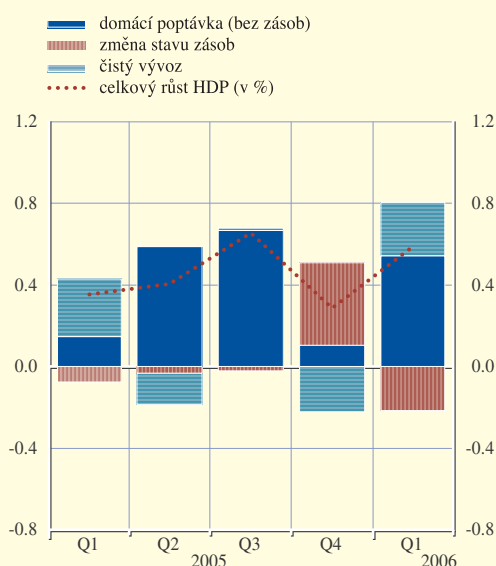 domácí poptávka (bez zásob)
změna stavu zásob
čistý vývoz
celkový růst HDP (v %)
1.2 1.2
0.8 0.8
0.4 0.4
0.0 0.0
-0.4 -0.4
-0.8 -0.8
Q1 Q2 Q3 Q4 Q1
2005 2006